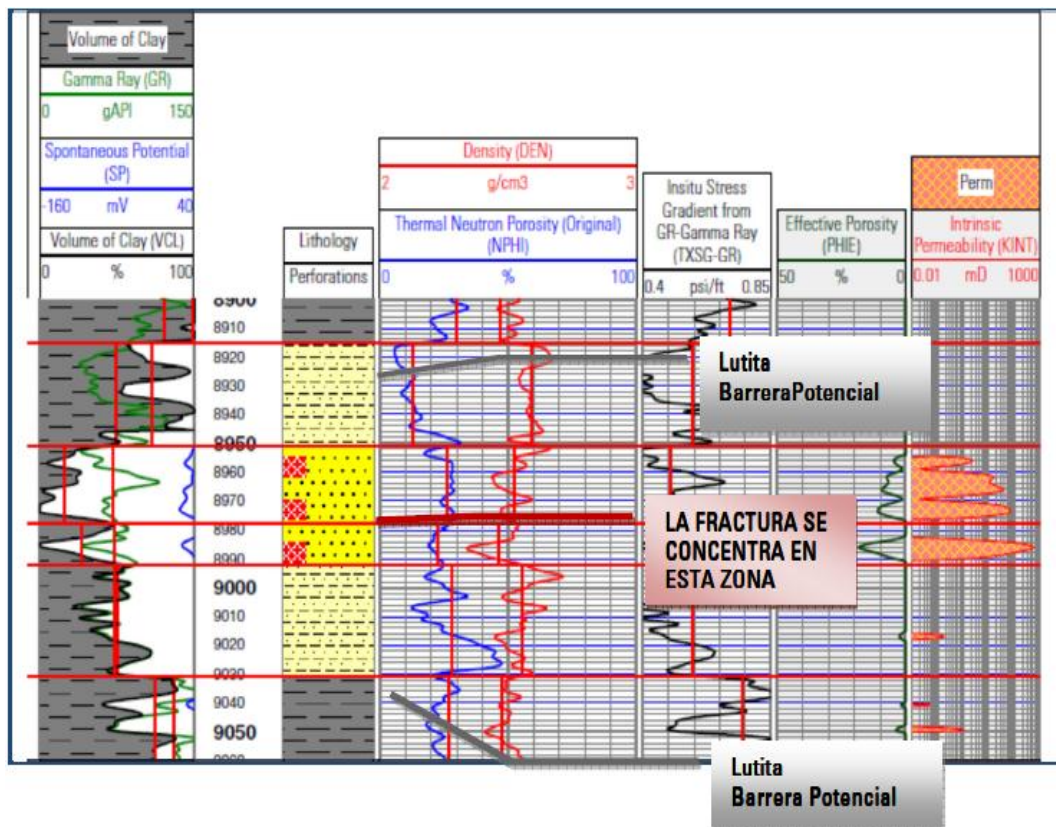 Volume of Clay
Gamma Ray (GR)
0 gAPI 150
Spontaneous Potential
(SP)
-160 mV 40
Volume of Clay (VCL)
0 % 100
Lithology
Perforations
Density (DEN)
2 g/cm3 3
Thermal Neutron Porosity (Original)
(NPHI)
0 % 100
Insitu Stress
Gradient from
GR-Gamma Ray
(TXSG-GR)
0.4 psi/ft 0.85
Effective Porosity
(PHIE)
50 % 0
Perm
Intrinsic
Permeability (KINT)
0.01 mD 1000
8900
8910
8920
8930
8940
8950
8960
8970
8980
8990
9000
9010
9020
9030
9040
9050
Lutita
BarreraPotencial
LA FRACTURA SE
CONCENTRA EN
ESTA ZONA
Lutita
Barrera Potencial